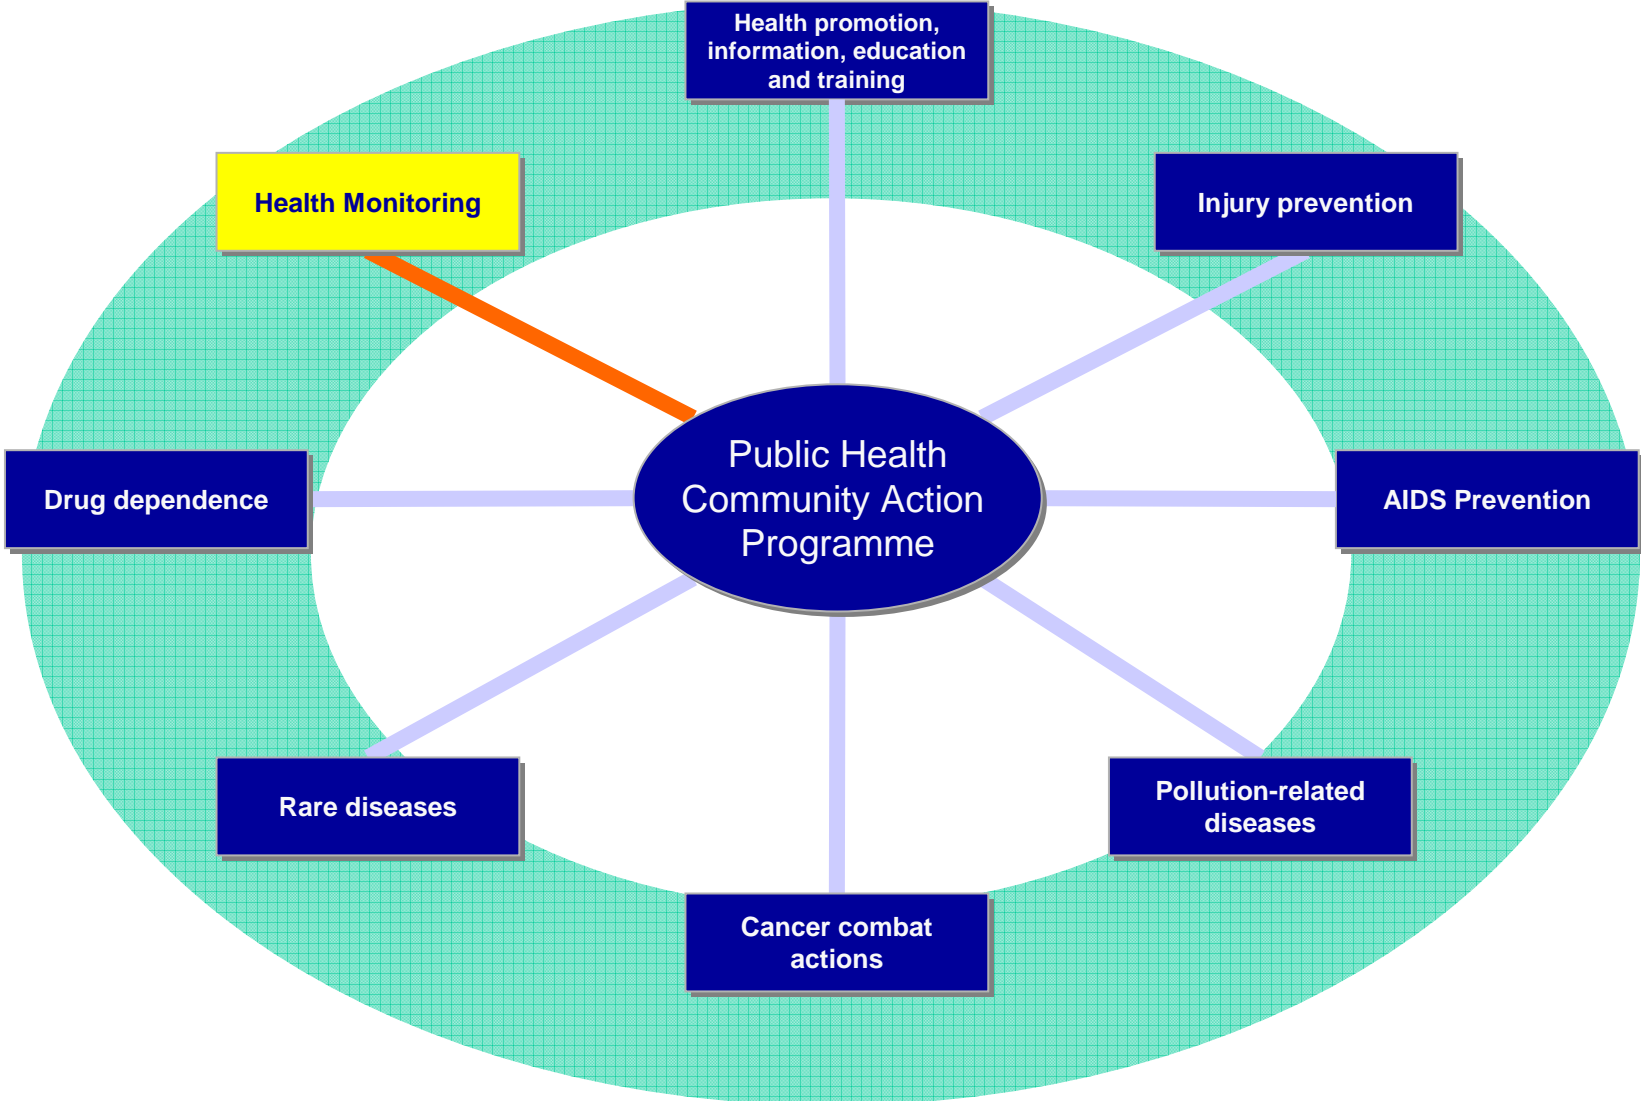 Health promotion,
information, education
and training
Health Monitoring
Injury prevention
Public Health
Community Action
Programme
Drug dependence
AIDS Prevention
Rare diseases
Pollution-related
diseases
Cancer combat
actions